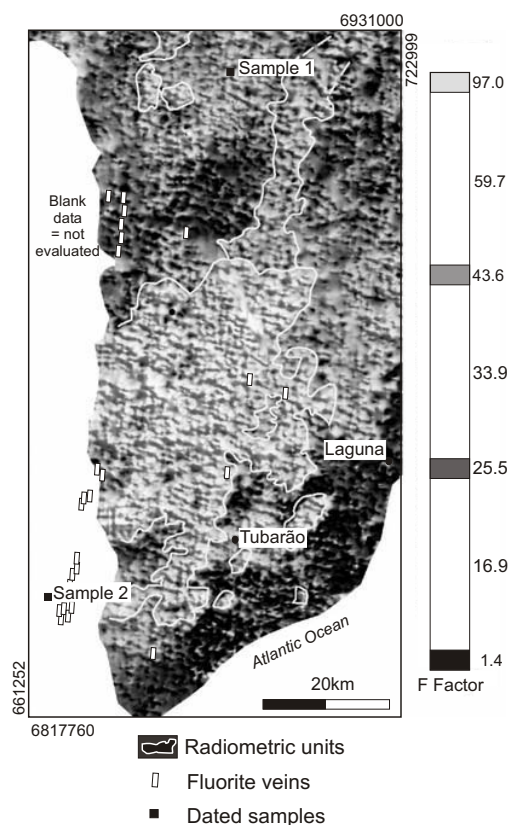 6931000
722999
Sample 1
97.0
Blank
data
= not
evaluated
59.7
43.6
33.9
Laguna
25.5
Tubarão
16.9
Sample 2
Atlantic Ocean
1.4
F Factor
20km
661252
6817760
Radiometric units
Fluorite veins
Dated samples